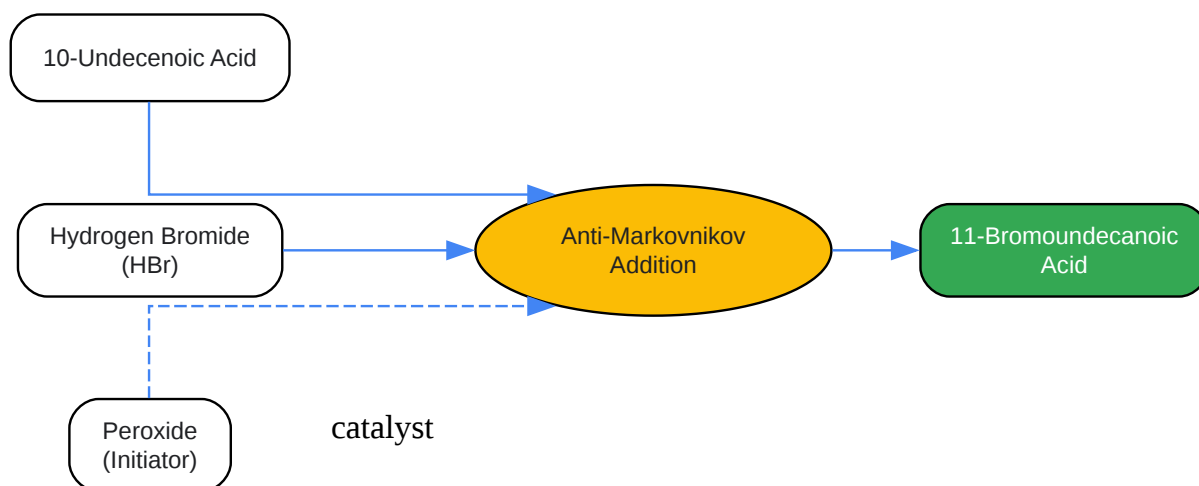 10-Undecenoic Acid
Hydrogen Bromide
(HBr)
Anti-Markovnikov
Addition
11-Bromoundecanoic
Acid
Peroxide
(Initiator)
catalyst